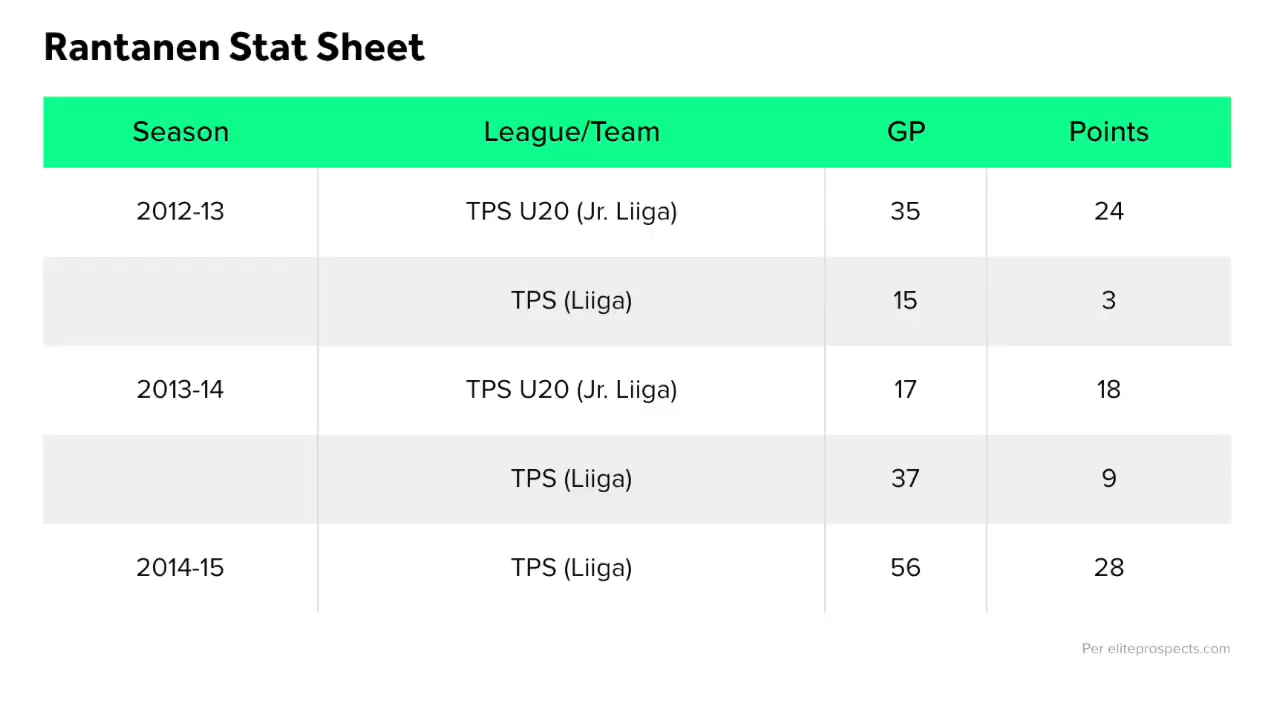 Rantanen Stat Sheet
Season League/Team GP Points
2012-13 TPS U20 (Jr. Liiga) 35 24
TPS (Liiga) 15 3
2013-14 TPS U20 (Jr. Liiga) 17 18
TPS (Liiga) 37 9
2014-15 TPS (Liiga) 56 28
Per eliteprospects.com